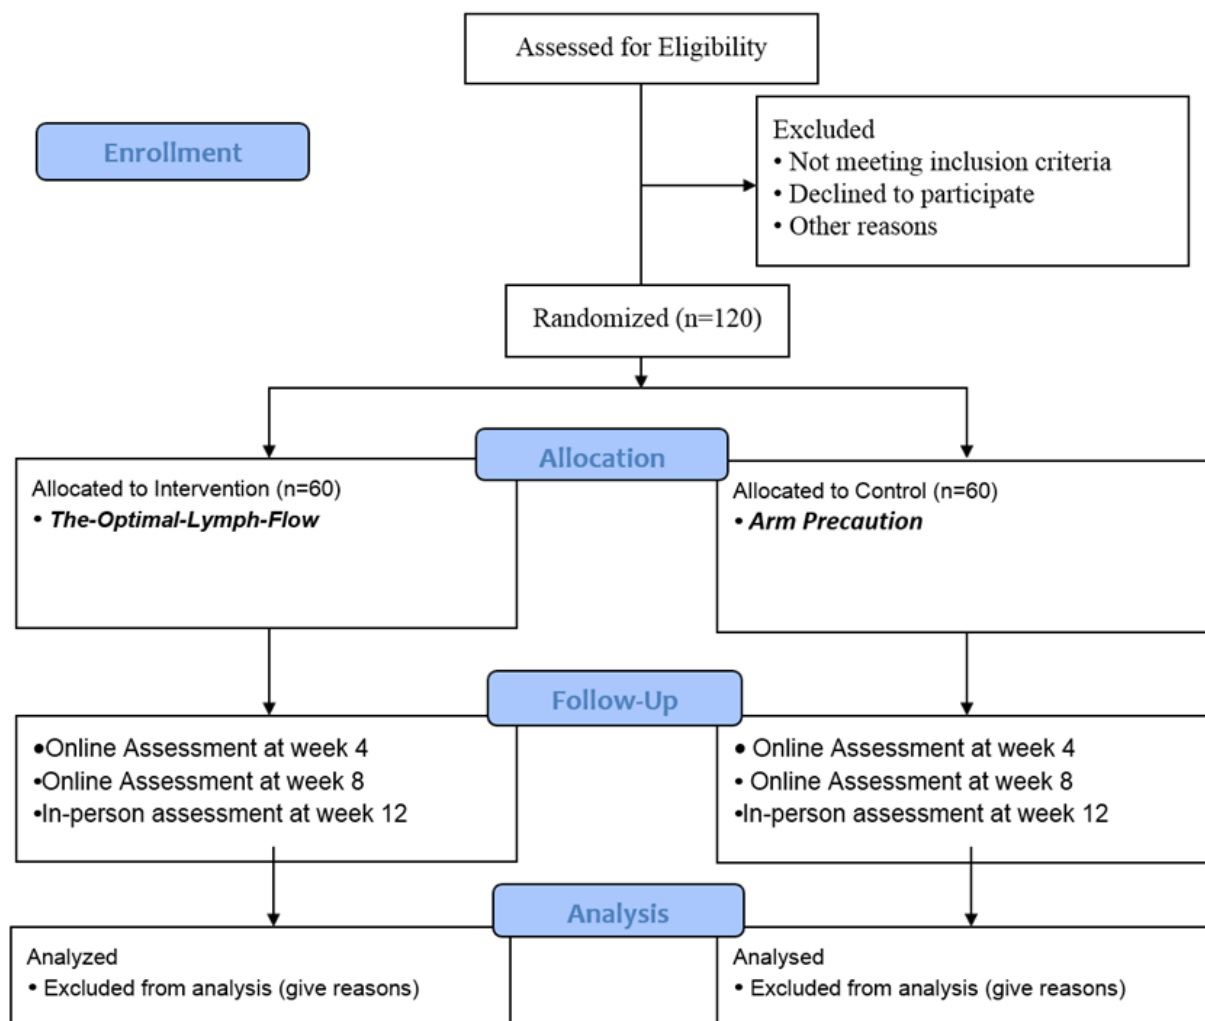 Assessed for Eligibility
Enrollment
Excluded
• Not meeting inclusion criteria
• Declined to participate
• Other reasons
Randomized (n=120)
Allocation
Allocated to Intervention (n=60)
• The-Optimal-Lymph-Flow
Allocated to Control (n=60)
• Arm Precaution
Follow-Up
•Online Assessment at week 4
•Online Assessment at week 8
•In-person assessment at week 12
• Online Assessment at week 4
• Online Assessment at week 8
•In-person assessment at week 12
Analysis
Analyzed
• Excluded from analysis (give reasons)
Analysed
• Excluded from analysis (give reasons)